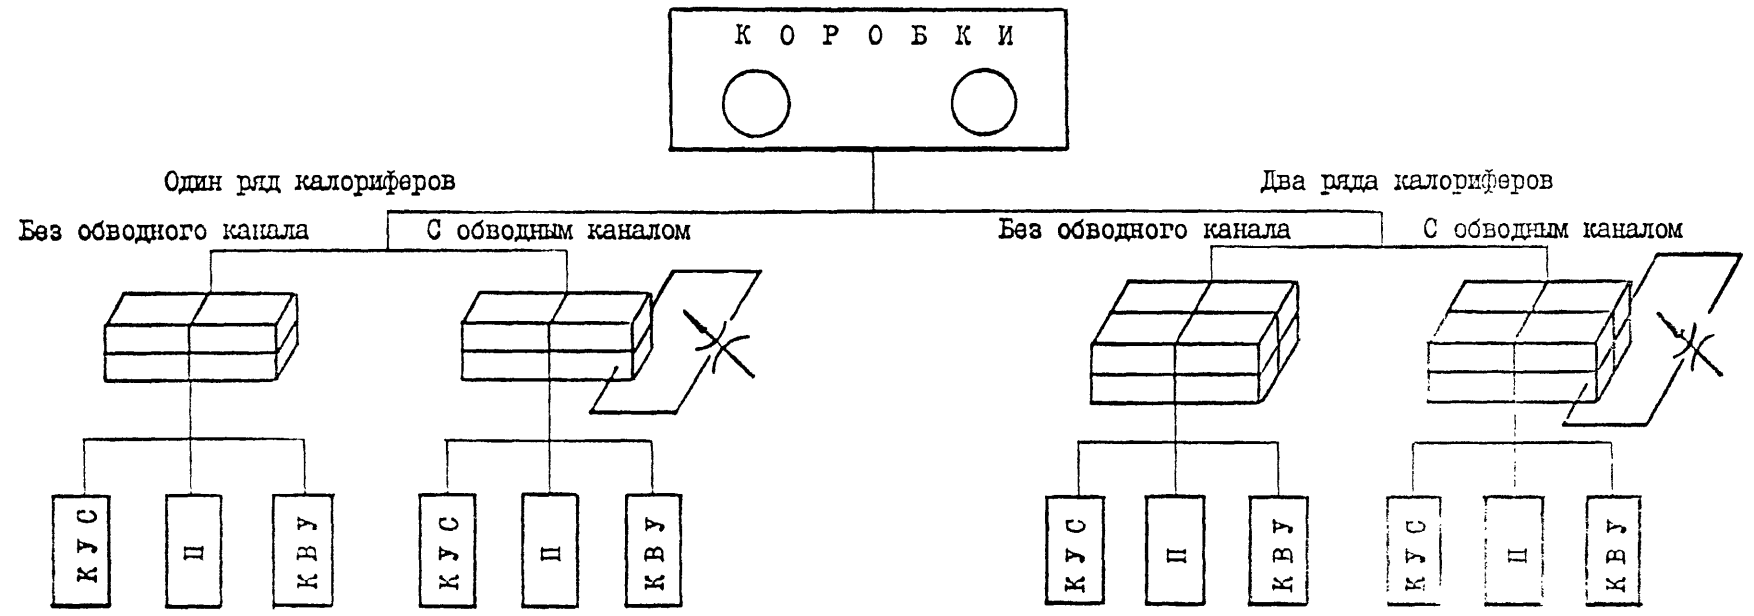 КОРОБКИ
Один ряд калориферов
Два ряда калориферов
Без обводного канала
С обводным каналом
Без обводного канала
С обводным каналом
КУС
П
КВУ
КУС
П
КВУ
КУС
П
КВУ
КУС
П
КВУ